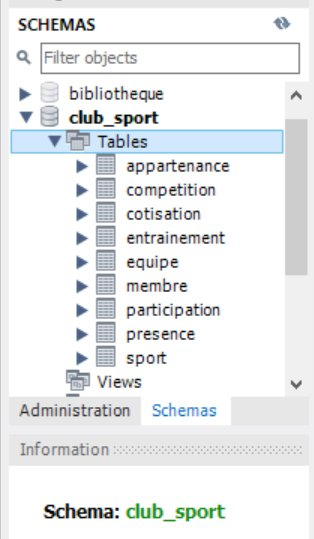 SCHEMAS
Filter objects
bibliotheque
club_sport
Tables
appartenance
competition
cotisation
entrainement
equipe
membre
participation
presence
sport
Views
Administration Schemas
Information
Schema: club_sport